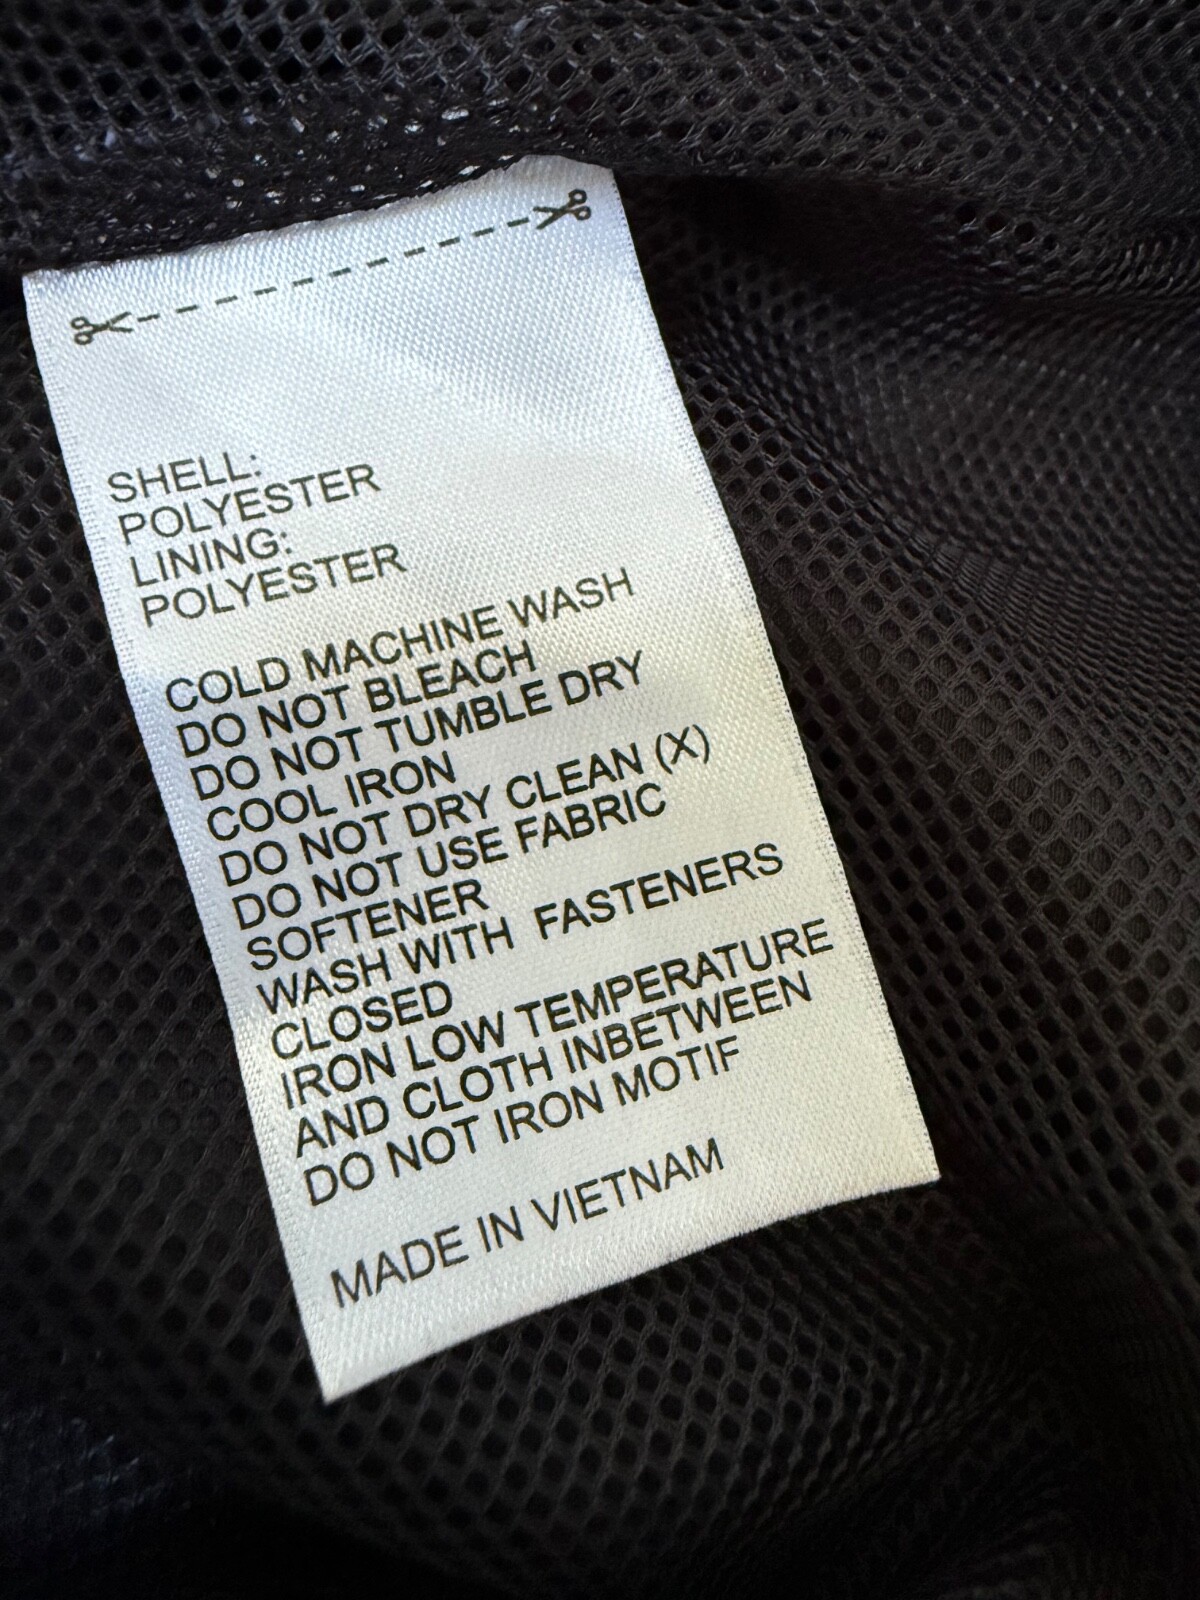 SHELL:
POLYESTER
LINING:
POLYESTER
COLD MACHINE WASH
DO NOT BLEACH
DO NOT TUMBLE DRY
COOL IRON
DO NOT DRY CLEAN (X)
DO NOT USE FABRIC
SOFTENER
WASH WITH  FASTENERS
CLOSED
IRON LOW TEMPERATURE
AND CLOTH INBETWEEN
DO NOT IRON MOTIF
MADE IN VIETNAM